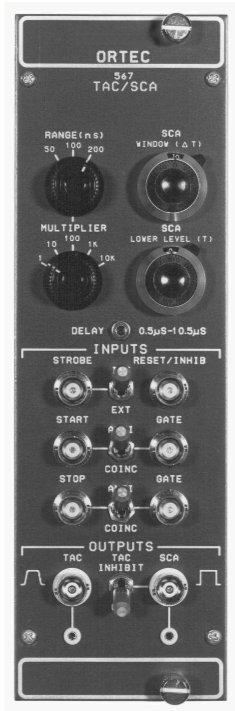 ORTEC
567
TAC/SCA
RANGE(ns)
50 100 200
SCA
WINDOW (ΔT)
MULTIPLIER
1 10 100 1K 10K
SCA
LOWER LEVEL (T)
DELAY 0.5µS-10.5µS
INPUTS
STROBE RESET/INHIB
EXT
START GATE
COINC
STOP GATE
COINC
OUTPUTS
TAC TAC SCA
INHIBIT